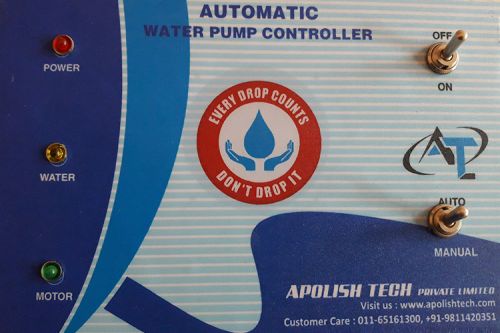 AUTOMATIC
WATER PUMP CONTROLLER
OFF
POWER
ON
EVERY DROP COUNTS
DON'T DROP IT
WATER
AT
AUTO
MANUAL
MOTOR
APOLISH TECH PRIVATE LIMITED
Visit us : www.apolishtech.com
Customer Care : 011-65161300, +91-9811420351